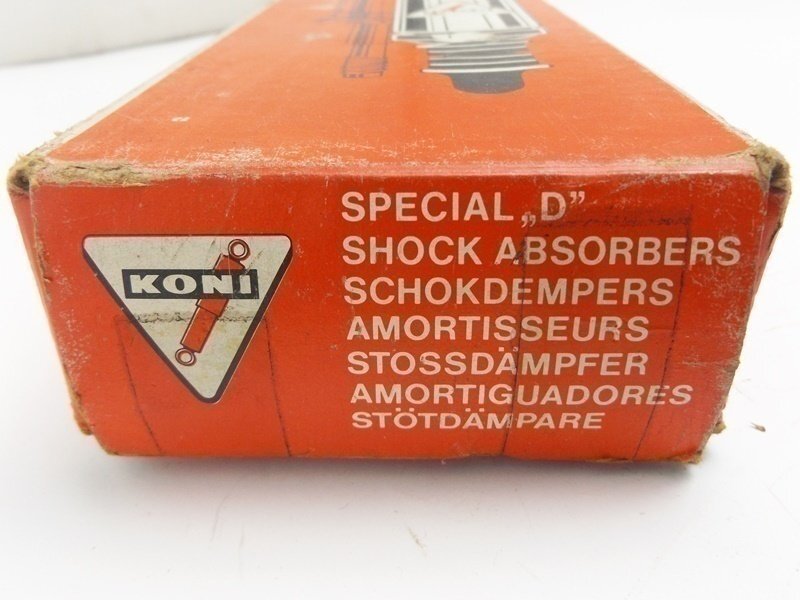 KONI
SPECIAL „D”
SHOCK ABSORBERS
SCHOKDEMPERS
AMORTISSEURS
STOSSDÄMPFER
AMORTIGUADORES
STÖTDÄMPARE